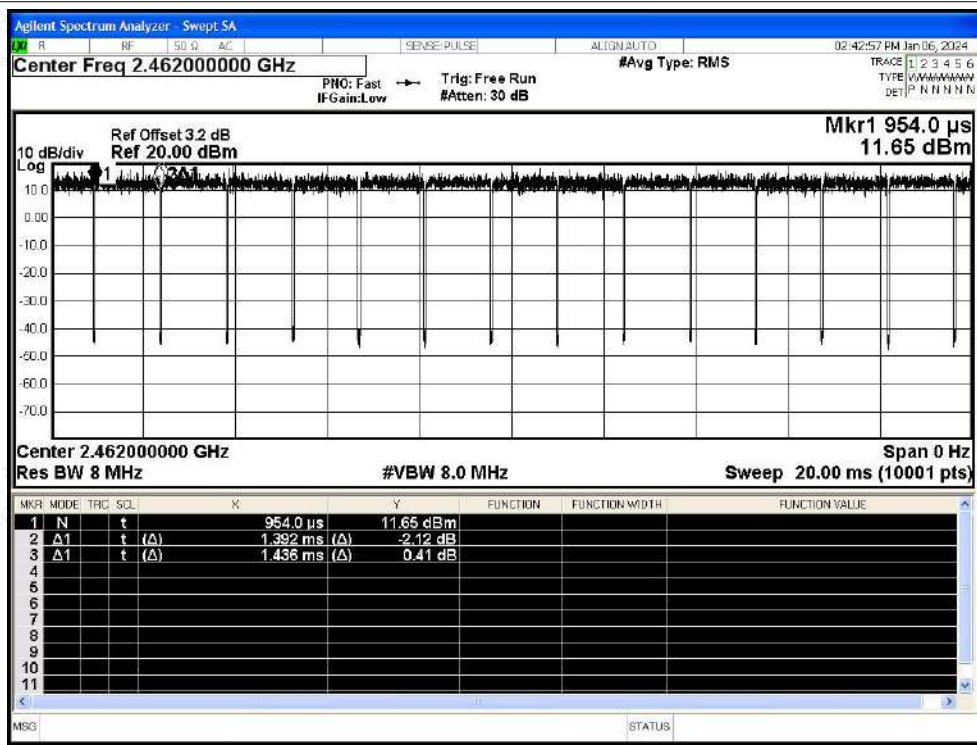 Agilent Spectrum Analyzer - Swept SA
LXI R RF 50 Ω AC SENSE:PULSE ALIGN AUTO 02:42:57 PM Jan 06, 2024
Center Freq 2.462000000 GHz #Avg Type: RMS TRACE 1 2 3 4 5 6
PNO: Fast Trig: Free Run TYPE
IFGain:Low #Atten: 30 dB DET P N N N N N
Mkr1 954.0 µs
Ref Offset 3.2 dB
10 dB/div Ref 20.00 dBm 11.65 dBm
Log
1 2Δ1
10.0
0.00
-10.0
-20.0
-30.0
-40.0
-50.0
-60.0
-70.0
Center 2.462000000 GHz Span 0 Hz
Res BW 8 MHz #VBW 8.0 MHz Sweep 20.00 ms (10001 pts)
MKR MODE TRC SCL X Y FUNCTION FUNCTION WIDTH FUNCTION VALUE
1 N t 954.0 µs 11.65 dBm
2 Δ1 t (Δ) 1.392 ms (Δ) -2.12 dB
3 Δ1 t (Δ) 1.436 ms (Δ) 0.41 dB
4
5
6
7
8
9
10
11
MSG STATUS